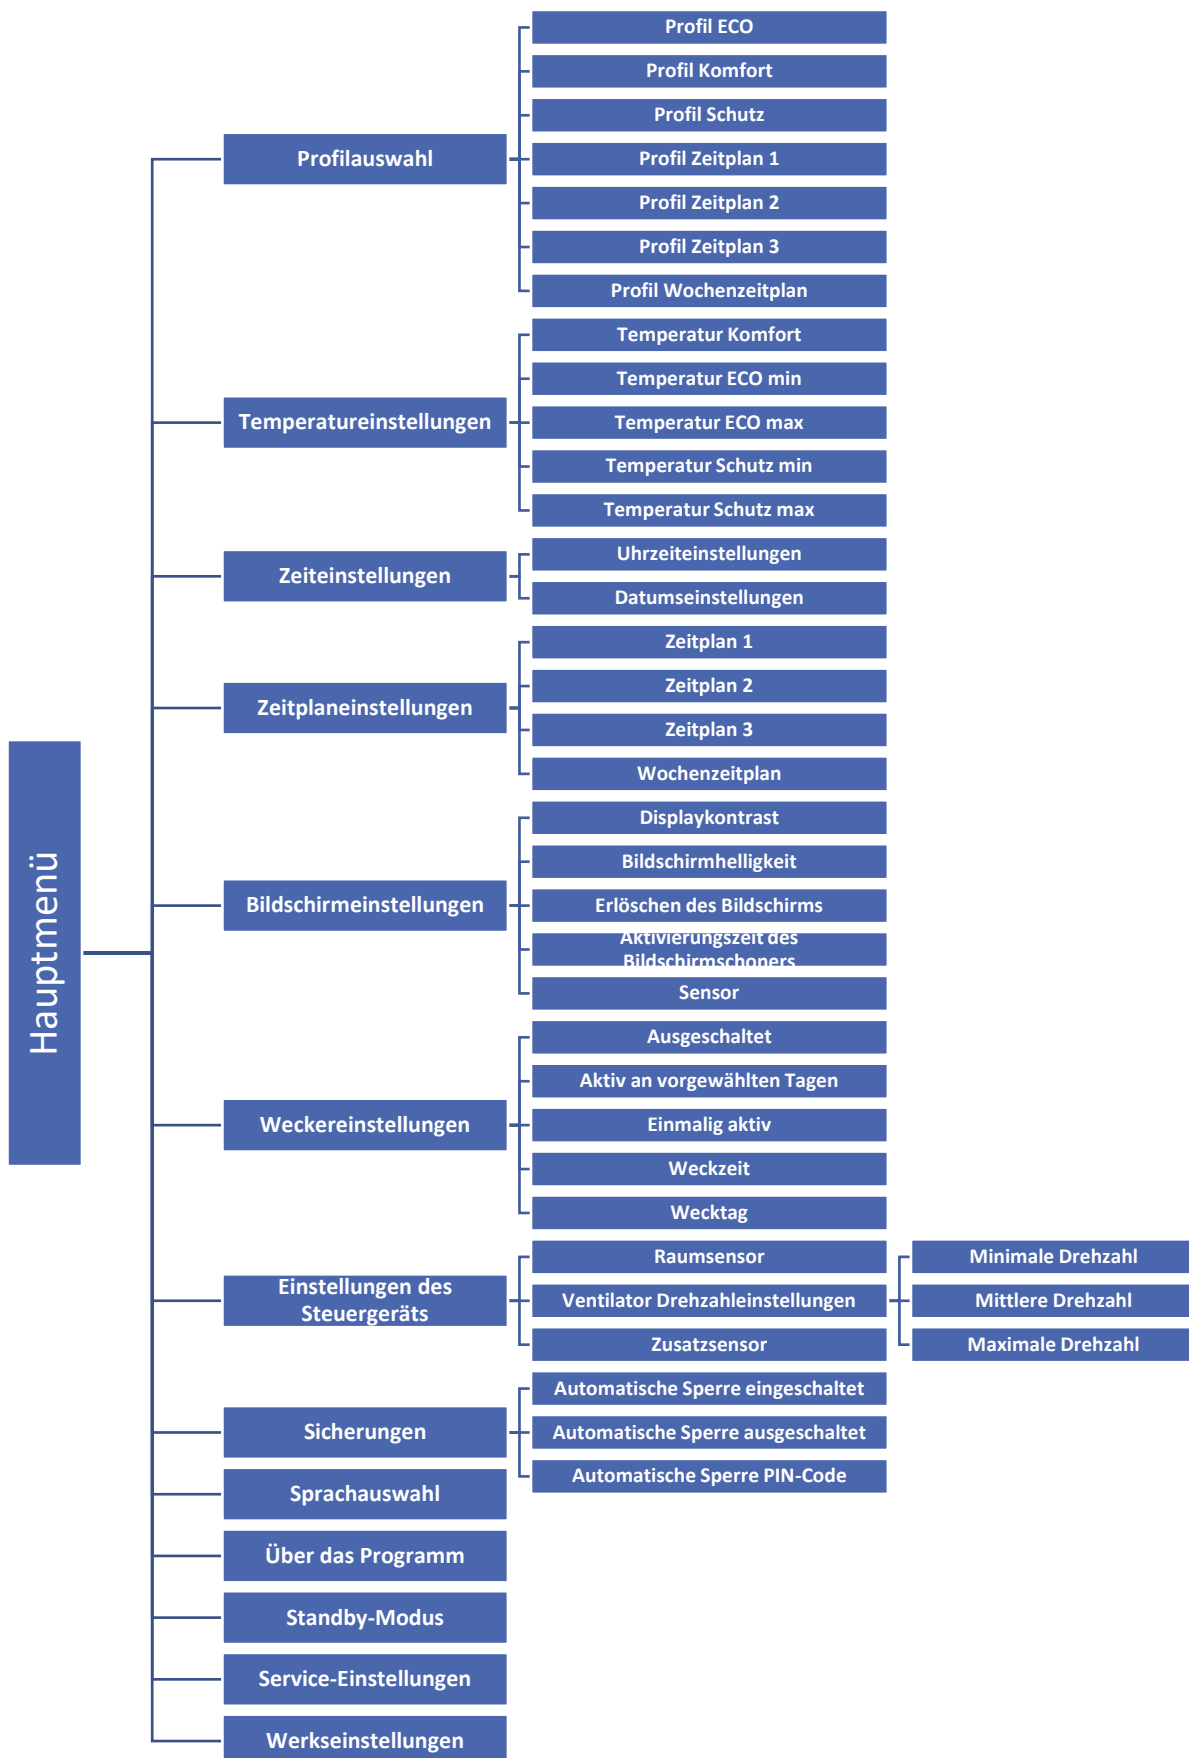 Hauptmenü
Profilauswahl
Profil ECO
Profil Komfort
Profil Schutz
Profil Zeitplan 1
Profil Zeitplan 2
Profil Zeitplan 3
Profil Wochenzeitplan
Temperatureinstellungen
Temperatur Komfort
Temperatur ECO min
Temperatur ECO max
Temperatur Schutz min
Temperatur Schutz max
Zeiteinstellungen
Uhrzeiteinstellungen
Datumseinstellungen
Zeitplaneinstellungen
Zeitplan 1
Zeitplan 2
Zeitplan 3
Wochenzeitplan
Bildschirmeinstellungen
Displaykontrast
Bildschirmhelligkeit
Erlöschen des Bildschirms
Aktivierungszeit des
Bildschirmschoners
Sensor
Weckereinstellungen
Ausgeschaltet
Aktiv an vorgewählten Tagen
Einmalig aktiv
Weckzeit
Wecktag
Einstellungen des
Steuergeräts
Raumsensor
Ventilator Drehzahleinstellungen
Minimale Drehzahl
Mittlere Drehzahl
Maximale Drehzahl
Zusatzsensor
Sicherungen
Automatische Sperre eingeschaltet
Automatische Sperre ausgeschaltet
Automatische Sperre PIN-Code
Sprachauswahl
Über das Programm
Standby-Modus
Service-Einstellungen
Werkseinstellungen